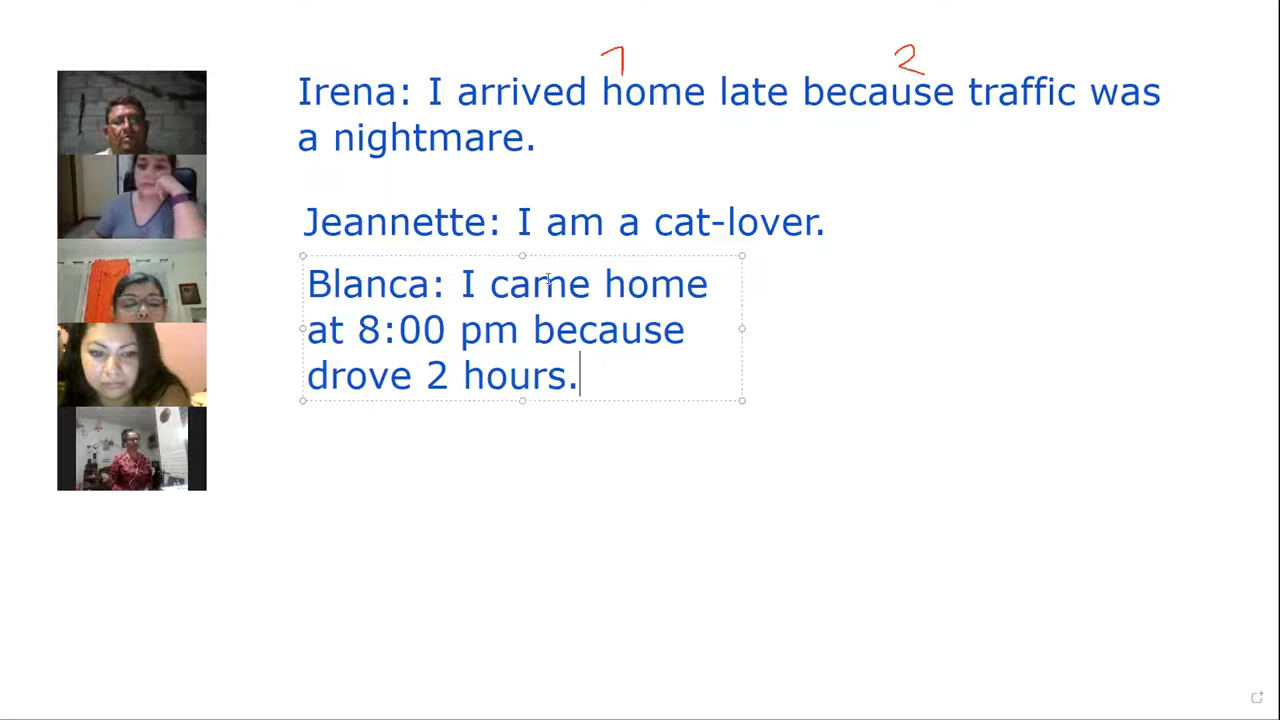 1 2
Irena: I arrived home late because traffic was
a nightmare.
Jeannette: I am a cat-lover.
Blanca: I came home
at 8:00 pm because
drove 2 hours.